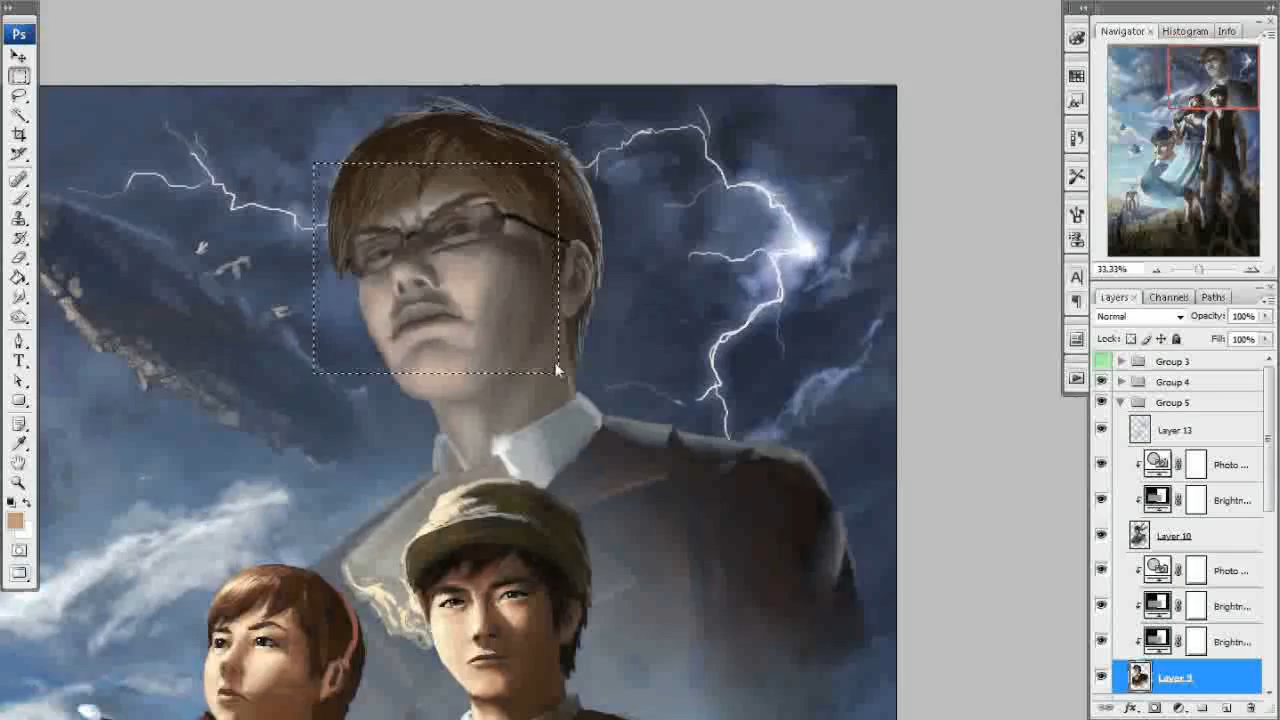 Ps
Navigator × Histogram Info
33.33%
Layers × Channels Paths
Normal Opacity: 100%
Lock: Fill: 100%
Group 3
Group 4
Group 5
Layer 13
Photo ...
Brightn...
Layer 10
Photo ...
Brightn...
Brightn...
Layer 9
T
A